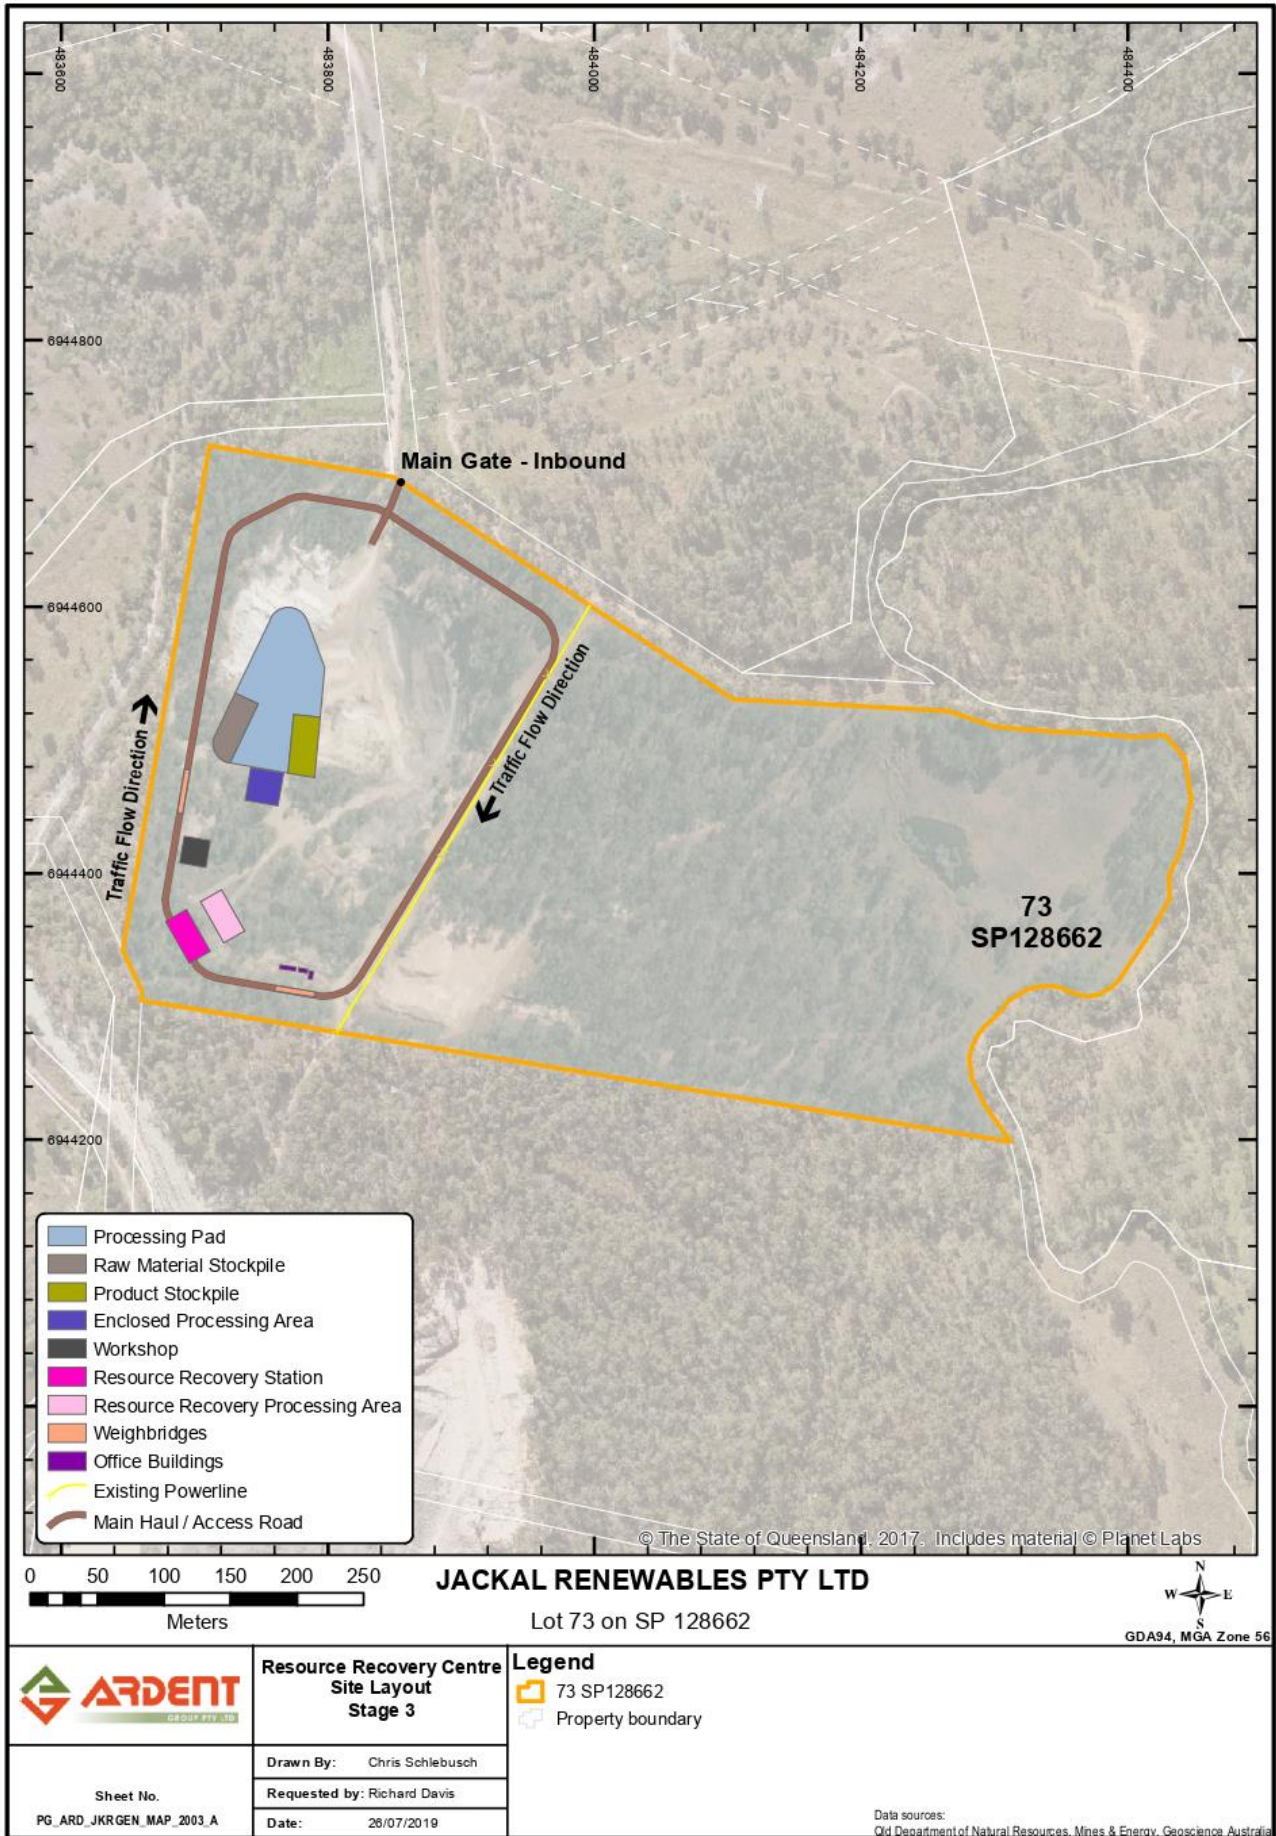 483600
483800
484000
484200
484400
6944800
Main Gate - Inbound
6944600
Traffic Flow Direction
Traffic Flow Direction
6944400
73
SP128662
6944200
Processing Pad
Raw Material Stockpile
Product Stockpile
Enclosed Processing Area
Workshop
Resource Recovery Station
Resource Recovery Processing Area
Weighbridges
Office Buildings
Existing Powerline
Main Haul / Access Road
© The State of Queensland, 2017. Includes material © Planet Labs
0 50 100 150 200 250
Meters
JACKAL RENEWABLES PTY LTD
Lot 73 on SP 128662
N
W E
S
GDA94, MGA Zone 56
ARDENT
GROUP PTY LTD
Resource Recovery Centre
Site Layout
Stage 3
Legend
73 SP128662
Property boundary
Drawn By: Chris Schlebusch
Requested by: Richard Davis
Date: 26/07/2019
Sheet No.
PG_ARD_JKRGEN_MAP_2003_A
Data sources:
Qld Department of Natural Resources, Mines & Energy, Geoscience Australia